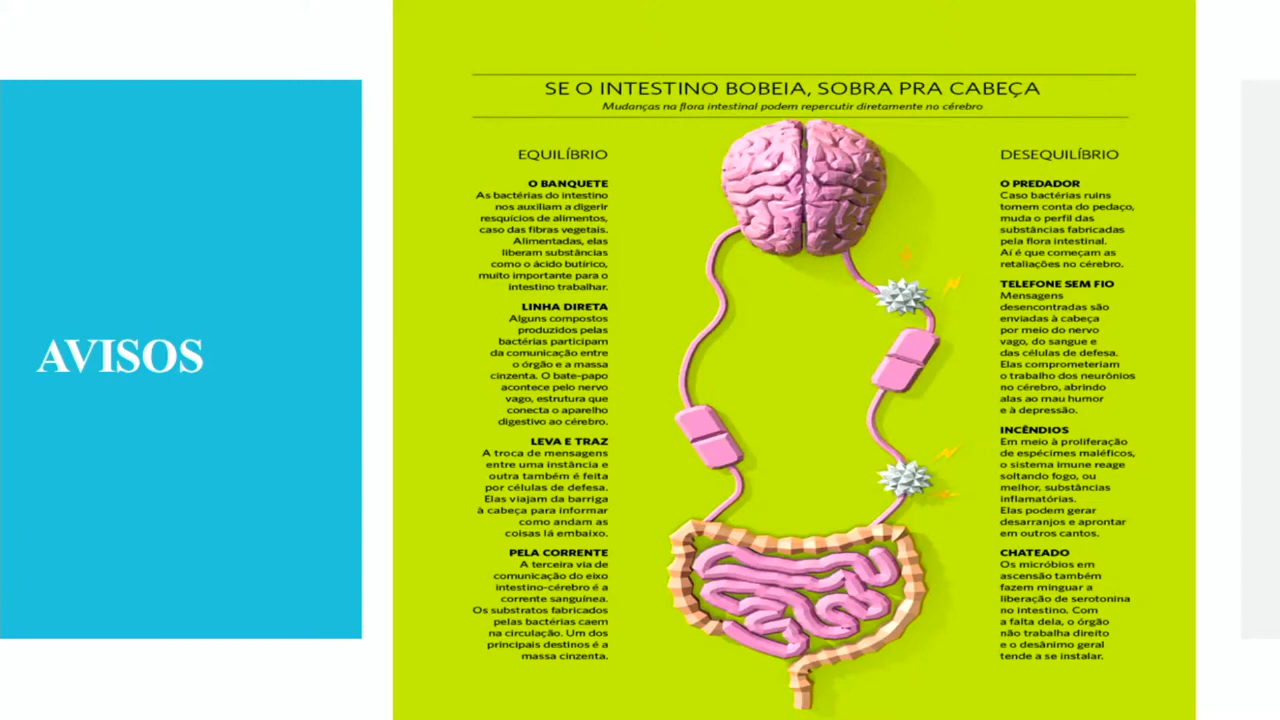 AVISOS
SE O INTESTINO BOBEIA, SOBRA PRA CABEÇA
Mudanças na flora intestinal podem repercutir diretamente no cérebro
EQUILÍBRIO
O BANQUETE
As bactérias do intestino
nos auxiliam a digerir
resquícios de alimentos,
caso das fibras vegetais.
Alimentadas, elas
liberam substâncias
como o ácido butírico,
muito importante para o
intestino trabalhar.
LINHA DIRETA
Alguns compostos
produzidos pelas
bactérias participam
da comunicação entre
o órgão e a massa
cinzenta. O bate-papo
acontece pelo nervo
vago, estrutura que
conecta o aparelho
digestivo ao cérebro.
LEVA E TRAZ
A troca de mensagens
entre uma instância e
outra também é feita
por células de defesa.
Elas viajam da barriga
à cabeça para informar
como andam as
coisas lá embaixo.
PELA CORRENTE
A terceira via de
comunicação do eixo
intestino-cérebro é a
corrente sanguínea.
Os substratos fabricados
pelas bactérias caem
na circulação. Um dos
principais destinos é a
massa cinzenta.
DESEQUILÍBRIO
O PREDADOR
Caso bactérias ruins
tomem conta do pedaço,
muda o perfil das
substâncias fabricadas
pela flora intestinal.
Aí é que começam as
retaliações no cérebro.
TELEFONE SEM FIO
Mensagens
desencontradas são
enviadas à cabeça
por meio do nervo
vago, do sangue e
das células de defesa.
Elas comprometeriam
o trabalho dos neurônios
no cérebro, abrindo
alas ao mau humor
e à depressão.
INCÊNDIOS
Em meio à proliferação
de espécimes maléficos,
o sistema imune reage
soltando fogo, ou
melhor, substâncias
inflamatórias.
Elas podem gerar
desarranjos e aprontar
em outros cantos.
CHATEADO
Os micróbios em
ascensão também
fazem minguar a
liberação de serotonina
no intestino. Com
a falta dela, o órgão
não trabalha direito
e o desânimo geral
tende a se instalar.